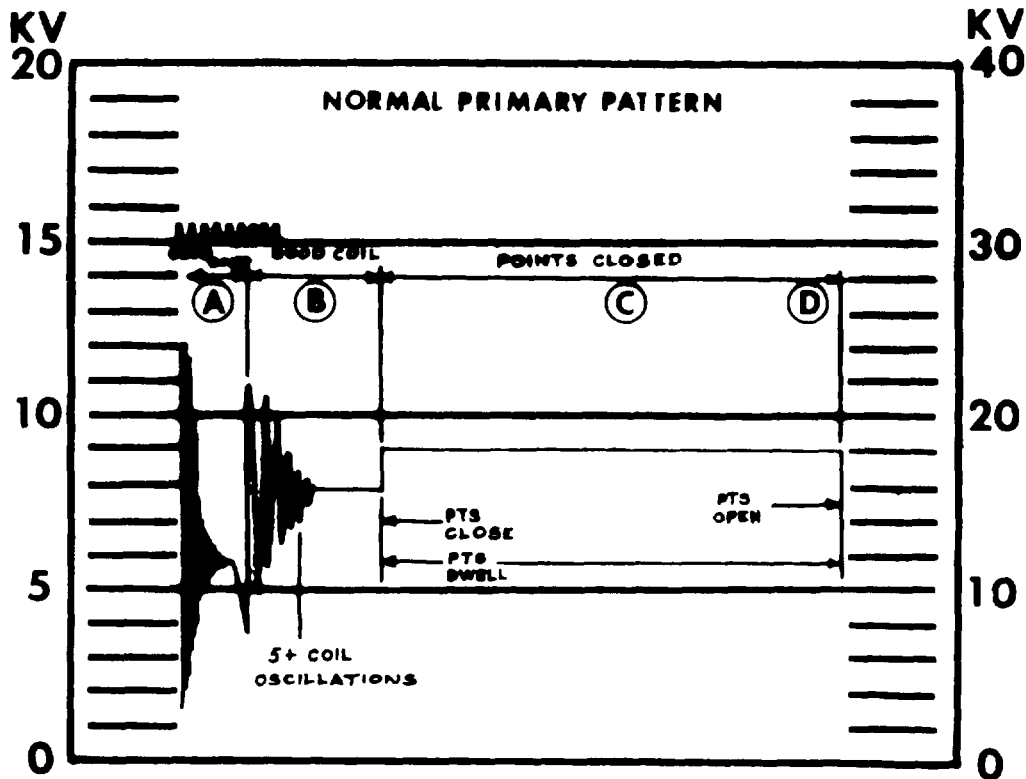 KV
KV
20
40
NORMAL PRIMARY PATTERN
15
30
GOOD COIL
POINTS CLOSED
A
B
C
D
10
20
PTS
CLOSE
PTS
OPEN
PTS
DWELL
5
10
5+ COIL
OSCILLATIONS
0
0